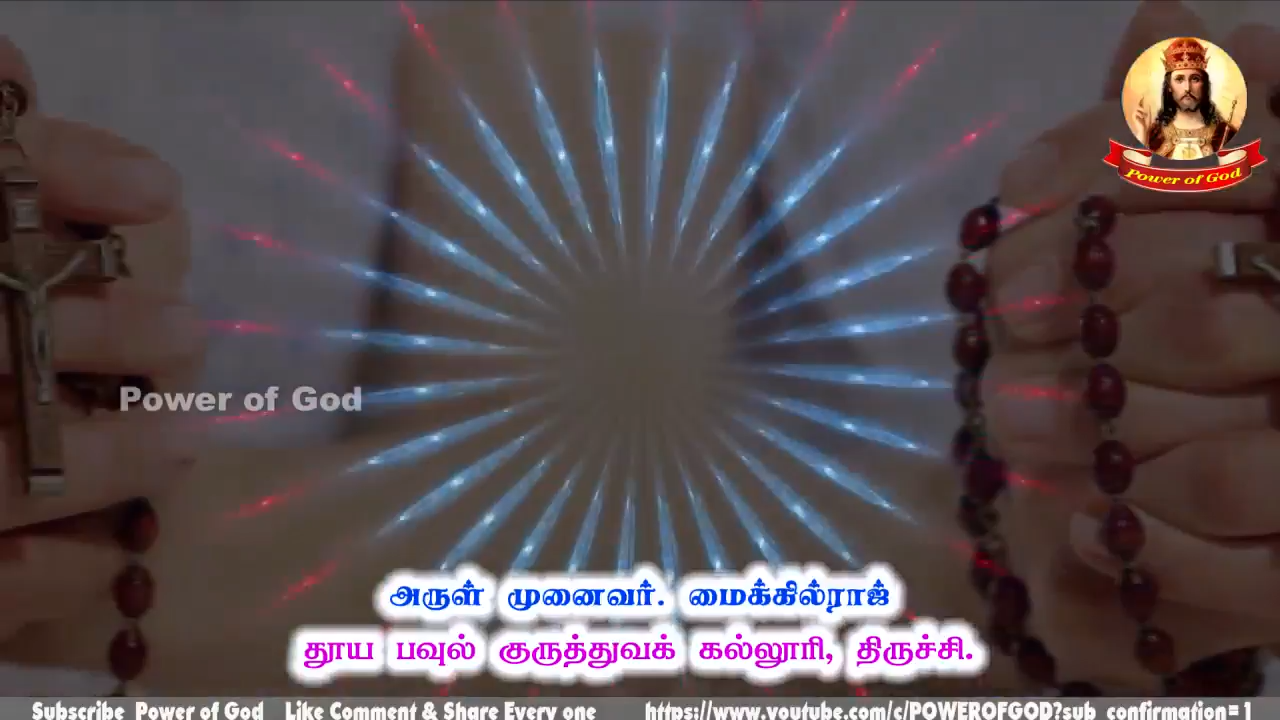 Power of God
Power of God
அருள் முனைவர். மைக்கில்ராஜ்
தூய பவுல் குருத்துவக் கல்லூரி, திருச்சி.
Subscribe Power of God Like Comment & Share Every one https://www.youtube.com/c/POWEROFGOD?sub_confirmation=1